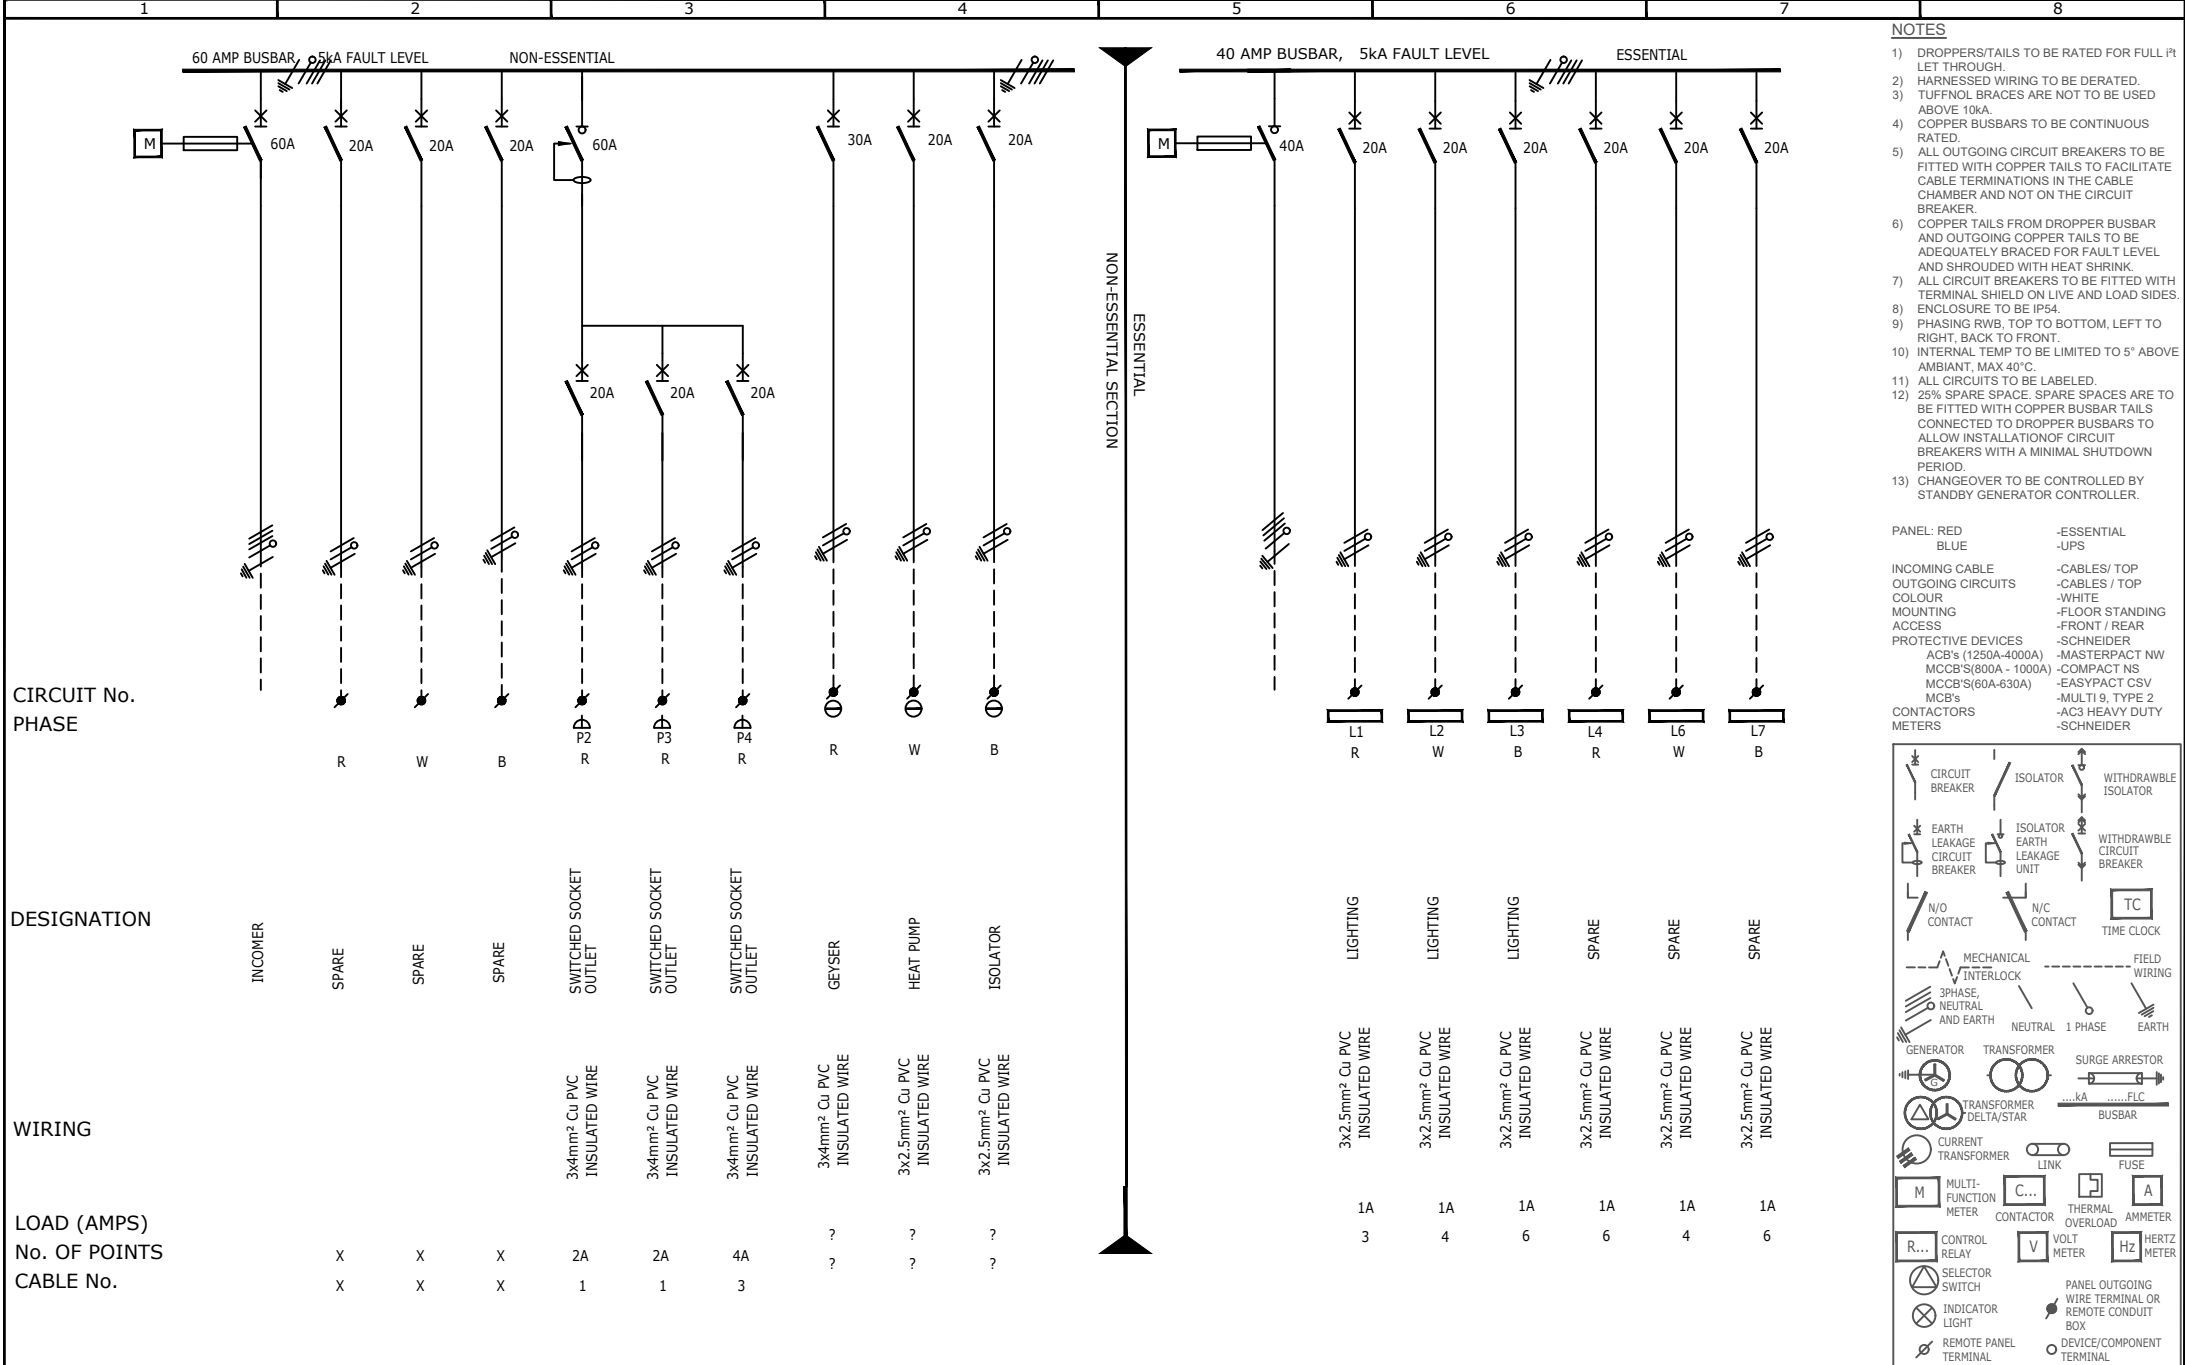 1 2 3 4 5 6 7 8
60 AMP BUSBAR, 5kA FAULT LEVEL NON-ESSENTIAL
40 AMP BUSBAR, 5kA FAULT LEVEL ESSENTIAL
M 60A 20A 20A 20A 60A 30A 20A 20A
M 40A 20A 20A 20A 20A 20A 20A
20A 20A 20A
NON-ESSENTIAL SECTION
ESSENTIAL
CIRCUIT No.
P2 P3 P4 L1 L2 L3 L4 L6 L7
PHASE
R W B R R R R W B R W B R W B
DESIGNATION
INCOMER
SPARE
SPARE
SPARE
SWITCHED SOCKET
OUTLET
SWITCHED SOCKET
OUTLET
SWITCHED SOCKET
OUTLET
GEYSER
HEAT PUMP
ISOLATOR
LIGHTING
LIGHTING
LIGHTING
SPARE
SPARE
SPARE
WIRING
3x4mm² Cu PVC
INSULATED WIRE
3x4mm² Cu PVC
INSULATED WIRE
3x4mm² Cu PVC
INSULATED WIRE
3x4mm² Cu PVC
INSULATED WIRE
3x2.5mm² Cu PVC
INSULATED WIRE
3x2.5mm² Cu PVC
INSULATED WIRE
3x2.5mm² Cu PVC
INSULATED WIRE
3x2.5mm² Cu PVC
INSULATED WIRE
3x2.5mm² Cu PVC
INSULATED WIRE
3x2.5mm² Cu PVC
INSULATED WIRE
3x2.5mm² Cu PVC
INSULATED WIRE
3x2.5mm² Cu PVC
INSULATED WIRE
LOAD (AMPS)
1A 1A 1A 1A 1A 1A
? ? ? 3 4 6 6 4 6
No. OF POINTS
X X X 2A 2A 4A ? ? ?
CABLE No.
X X X 1 1 3
NOTES
1) DROPPERS/TAILS TO BE RATED FOR FULL i²t
LET THROUGH.
2) HARNESSED WIRING TO BE DERATED.
3) TUFFNOL BRACES ARE NOT TO BE USED
ABOVE 10kA.
4) COPPER BUSBARS TO BE CONTINUOUS
RATED.
5) ALL OUTGOING CIRCUIT BREAKERS TO BE
FITTED WITH COPPER TAILS TO FACILITATE
CABLE TERMINATIONS IN THE CABLE
CHAMBER AND NOT ON THE CIRCUIT
BREAKER.
6) COPPER TAILS FROM DROPPER BUSBAR
AND OUTGOING COPPER TAILS TO BE
ADEQUATELY BRACED FOR FAULT LEVEL
AND SHROUDED WITH HEAT SHRINK.
7) ALL CIRCUIT BREAKERS TO BE FITTED WITH
TERMINAL SHIELD ON LIVE AND LOAD SIDES.
8) ENCLOSURE TO BE IP54.
9) PHASING RWB, TOP TO BOTTOM, LEFT TO
RIGHT, BACK TO FRONT.
10) INTERNAL TEMP TO BE LIMITED TO 5° ABOVE
AMBIANT, MAX 40°C.
11) ALL CIRCUITS TO BE LABELED.
12) 25% SPARE SPACE. SPARE SPACES ARE TO
BE FITTED WITH COPPER BUSBAR TAILS
CONNECTED TO DROPPER BUSBARS TO
ALLOW INSTALLATIONOF CIRCUIT
BREAKERS WITH A MINIMAL SHUTDOWN
PERIOD.
13) CHANGEOVER TO BE CONTROLLED BY
STANDBY GENERATOR CONTROLLER.
PANEL: RED -ESSENTIAL
BLUE -UPS
INCOMING CABLE -CABLES/ TOP
OUTGOING CIRCUITS -CABLES / TOP
COLOUR -WHITE
MOUNTING -FLOOR STANDING
ACCESS -FRONT / REAR
PROTECTIVE DEVICES -SCHNEIDER
ACB's (1250A-4000A) -MASTERPACT NW
MCCB'S(800A - 1000A) -COMPACT NS
MCCB'S(60A-630A) -EASYPACT CSV
MCB's -MULTI 9, TYPE 2
CONTACTORS -AC3 HEAVY DUTY
METERS -SCHNEIDER
CIRCUIT
BREAKER
ISOLATOR
WITHDRAWBLE
ISOLATOR
EARTH
LEAKAGE
CIRCUIT
BREAKER
ISOLATOR
EARTH
LEAKAGE
UNIT
WITHDRAWBLE
CIRCUIT
BREAKER
N/O
CONTACT
N/C
CONTACT
TC
TIME CLOCK
MECHANICAL
INTERLOCK
FIELD
WIRING
3PHASE,
NEUTRAL
AND EARTH
NEUTRAL
1 PHASE
EARTH
GENERATOR
G
TRANSFORMER
SURGE ARRESTOR
TRANSFORMER
DELTA/STAR
....kA ......FLC
BUSBAR
CURRENT
TRANSFORMER
LINK
FUSE
M
MULTI-
FUNCTION
METER
C...
CONTACTOR
THERMAL
OVERLOAD
A
AMMETER
R...
CONTROL
RELAY
V
VOLT
METER
Hz
HERTZ
METER
SELECTOR
SWITCH
INDICATOR
LIGHT
PANEL OUTGOING
WIRE TERMINAL OR
REMOTE CONDUIT
BOX
REMOTE PANEL
TERMINAL
DEVICE/COMPONENT
TERMINAL